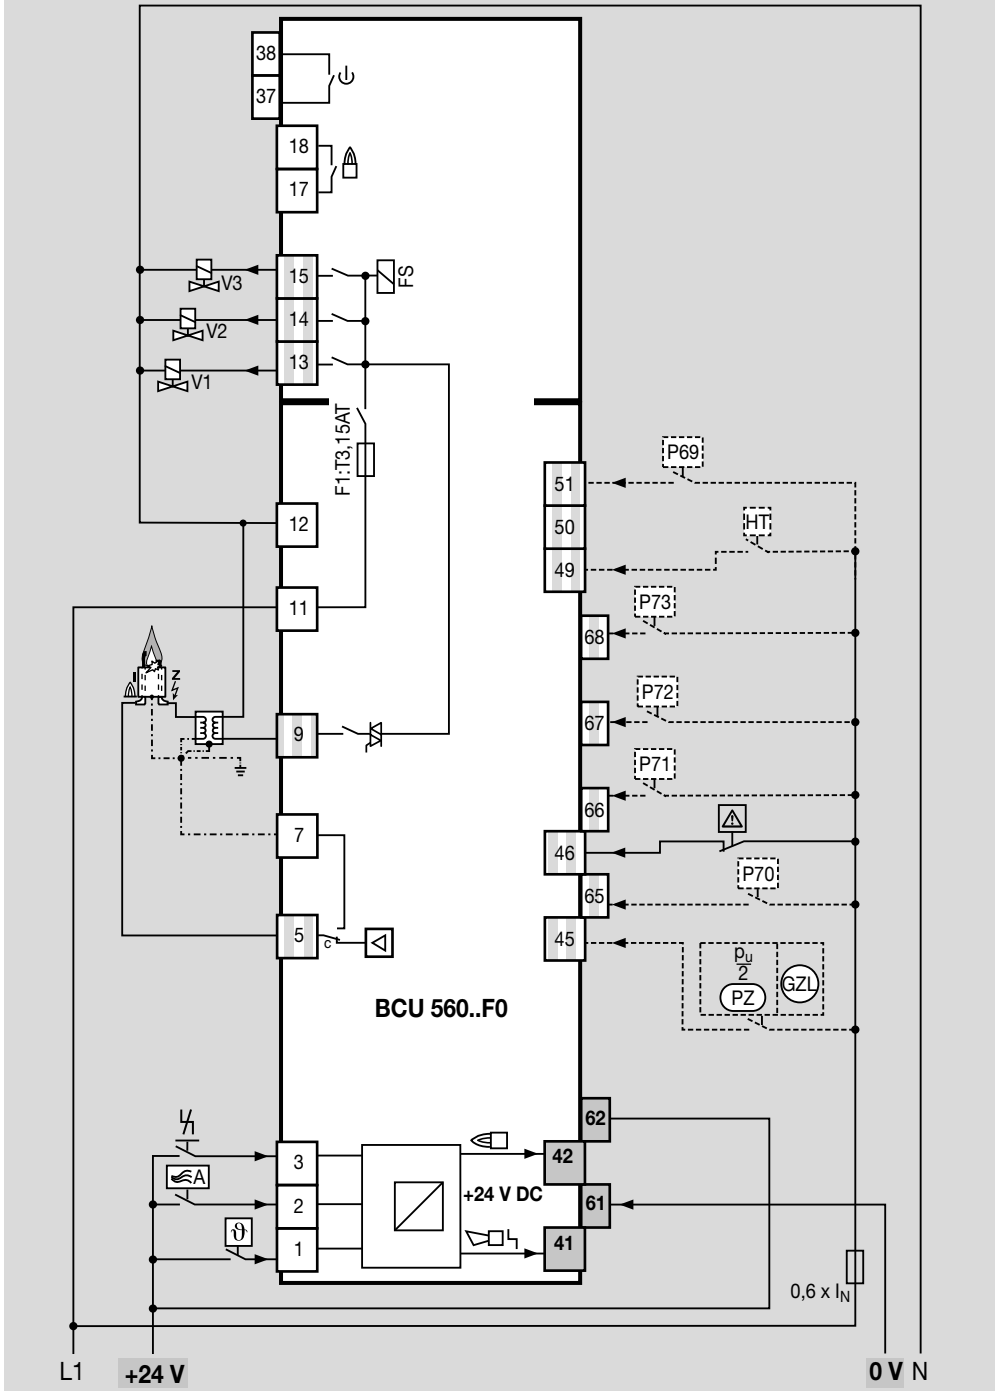 38
37
18
17
15
FS
V3
14
V2
13
V1
F1:T3,15AT
P69
51
12
50
HT
49
11
P73
68
Z
I
P72
67
9
P71
66
7
46
P70
65
5
c
45
pu
2
PZ
GZL
BCU 560..F0
62
3
42
A
2
+24 V DC
61
ϑ
1
41
0,6 x IN
L1
+24 V
0 V
N